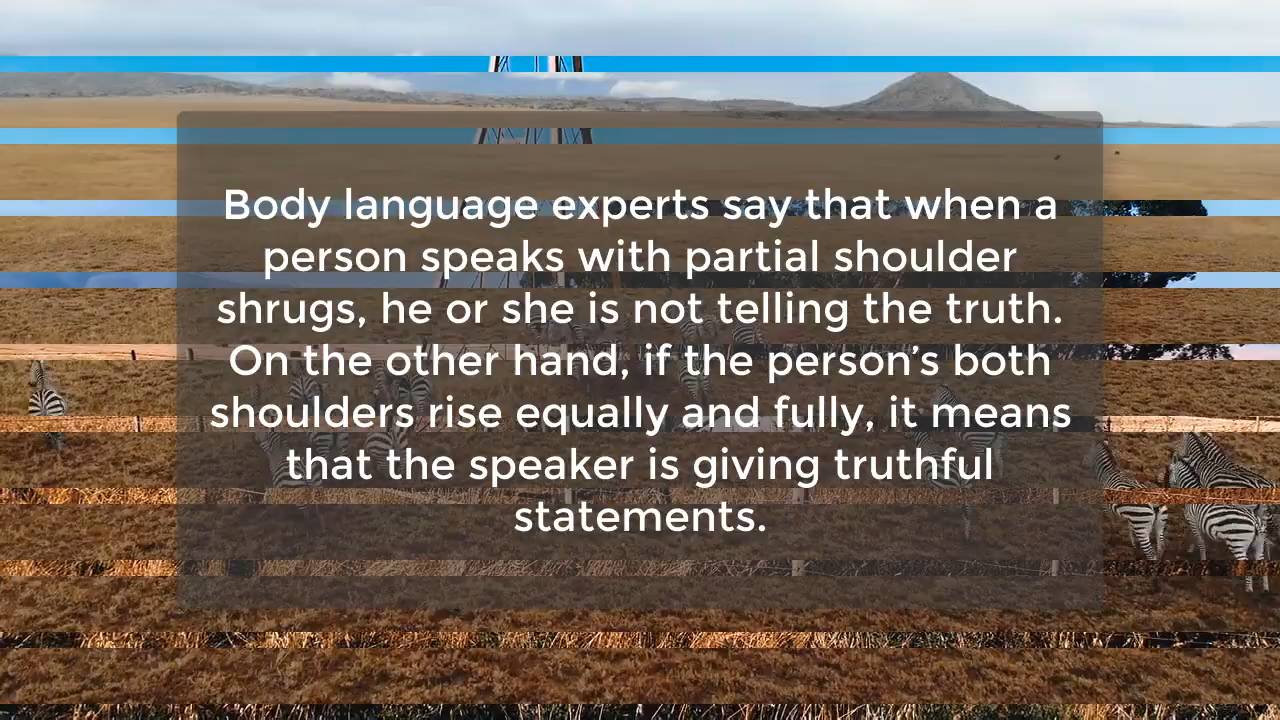 Body language experts say that when a
person speaks with partial shoulder
shrugs, he or she is not telling the truth.
On the other hand, if the person’s both
shoulders rise equally and fully, it means
that the speaker is giving truthful
statements.